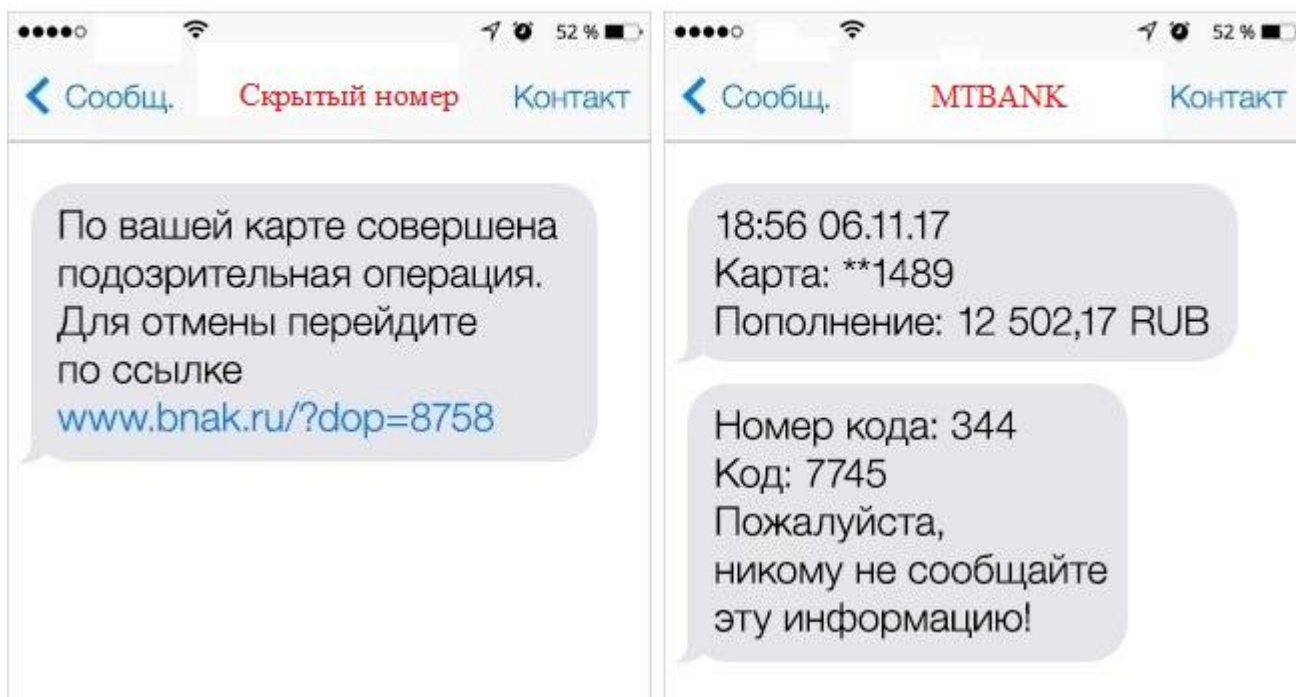 52 %
Сообщ. Скрытый номер Контакт
По вашей карте совершена
подозрительная операция.
Для отмены перейдите
по ссылке
www.bnak.ru/?dop=8758
52 %
Сообщ. MTBANK Контакт
18:56 06.11.17
Карта: **1489
Пополнение: 12 502,17 RUB
Номер кода: 344
Код: 7745
Пожалуйста,
никому не сообщайте
эту информацию!